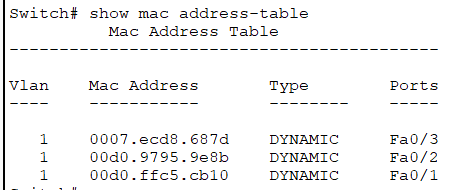 Switch# show mac address-table
Mac Address Table
-------------------------------------------
Vlan Mac Address Type Ports
---- ----------- -------- -----
1 0007.ecd8.687d DYNAMIC Fa0/3
1 00d0.9795.9e8b DYNAMIC Fa0/2
1 00d0.ffc5.cb10 DYNAMIC Fa0/1
Switch#